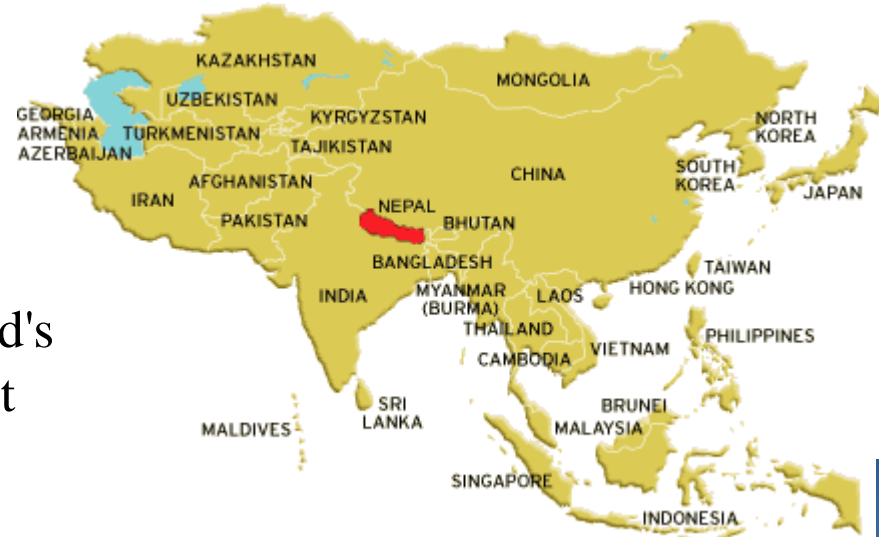 KAZAKHSTAN
MONGOLIA
UZBEKISTAN
GEORGIA
ARMENIA
AZERBAIJAN
TURKMENISTAN
KYRGYZSTAN
TAJIKISTAN
NORTH
KOREA
SOUTH
KOREA
JAPAN
CHINA
AFGHANISTAN
IRAN
PAKISTAN
NEPAL
BHUTAN
BANGLADESH
INDIA
MYANMAR
(BURMA)
LAOS
HONG KONG
TAIWAN
THAILAND
CAMBODIA
VIETNAM
PHILIPPINES
d's
t
SRI
LANKA
MALDIVES
BRUNEI
MALAYSIA
SINGAPORE
INDONESIA